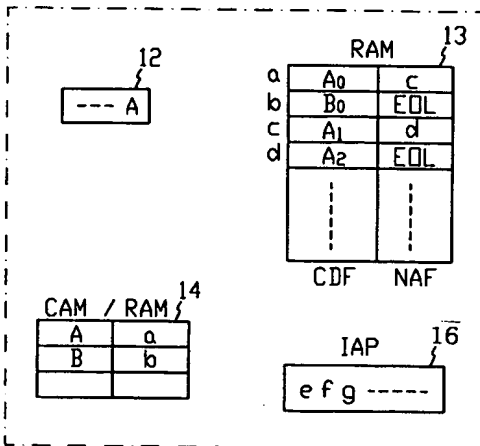 12
--- A
RAM 13
a A0 c
b B0 EOL
c A1 d
d A2 EOL
CDF NAF
CAM / RAM 14
A a
B b
IAP 16
e f g -----